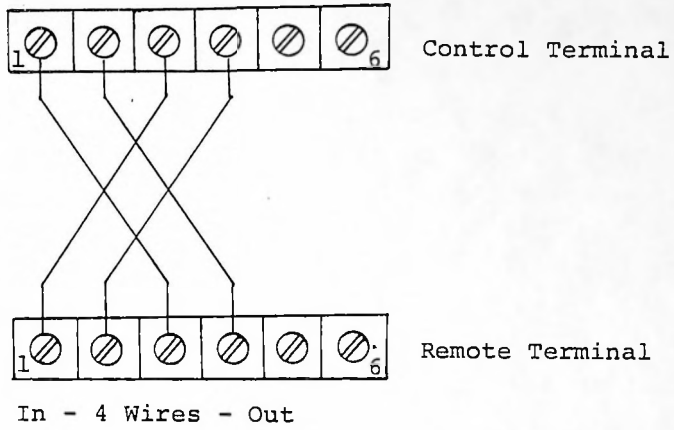 1 6 Control Terminal
1 6 Remote Terminal
In - 4 Wires - Out